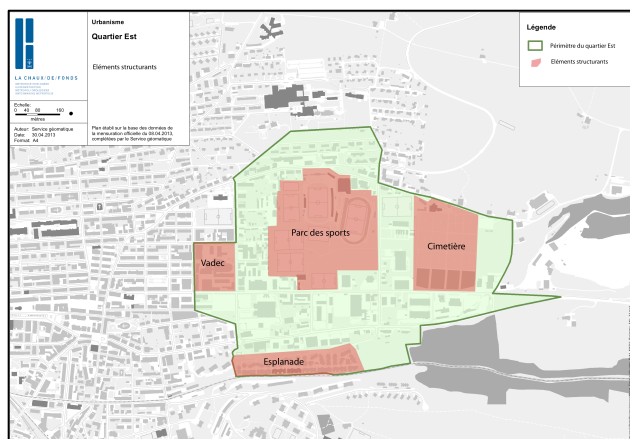 LA CHAUX-DE-FONDS
Urbanisme
Quartier Est
Eléments structurants
Echelle:
0 40 80 160
mètres
Auteur: Service géomatique
Date: 30.04.2013
Format: A4
Plan établi sur la base des données de
la mensuration officielle du 08.04.2013,
complétées par le Service géomatique
Légende
Périmètre du quartier Est
Eléments structurants
Parc des sports
Cimetière
Vadec
Esplanade